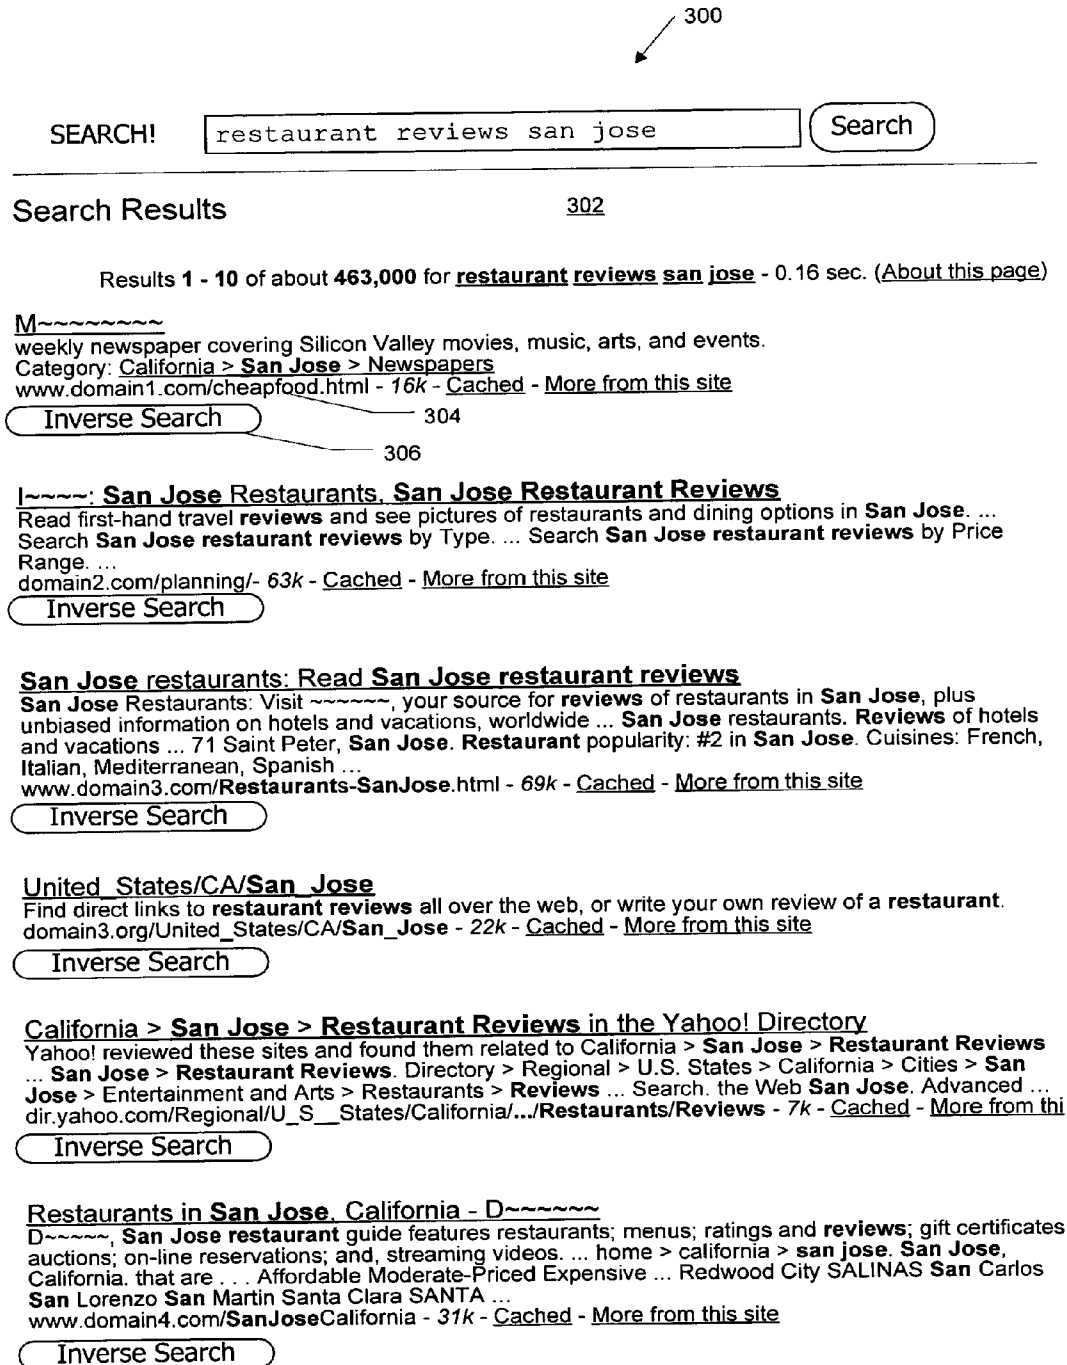 300
SEARCH! restaurant reviews san jose Search
Search Results 302
Results 1 - 10 of about 463,000 for restaurant reviews san jose - 0.16 sec. (About this page)
M~~~~~~~~~
weekly newspaper covering Silicon Valley movies, music, arts, and events.
Category: California > San Jose > Newspapers
www.domain1.com/cheapfood.html - 16k - Cached - More from this site
Inverse Search 304
306
I~~~~: San Jose Restaurants, San Jose Restaurant Reviews
Read first-hand travel reviews and see pictures of restaurants and dining options in San Jose. ...
Search San Jose restaurant reviews by Type. ... Search San Jose restaurant reviews by Price
Range. ...
domain2.com/planning/- 63k - Cached - More from this site
Inverse Search
San Jose restaurants: Read San Jose restaurant reviews
San Jose Restaurants: Visit ~~~~~~, your source for reviews of restaurants in San Jose, plus
unbiased information on hotels and vacations, worldwide ... San Jose restaurants. Reviews of hotels
and vacations ... 71 Saint Peter, San Jose. Restaurant popularity: #2 in San Jose. Cuisines: French,
Italian, Mediterranean, Spanish ...
www.domain3.com/Restaurants-SanJose.html - 69k - Cached - More from this site
Inverse Search
United_States/CA/San_Jose
Find direct links to restaurant reviews all over the web, or write your own review of a restaurant.
domain3.org/United_States/CA/San_Jose - 22k - Cached - More from this site
Inverse Search
California > San Jose > Restaurant Reviews in the Yahoo! Directory
Yahoo! reviewed these sites and found them related to California > San Jose > Restaurant Reviews
... San Jose > Restaurant Reviews. Directory > Regional > U.S. States > California > Cities > San
Jose > Entertainment and Arts > Restaurants > Reviews ... Search. the Web San Jose. Advanced ...
dir.yahoo.com/Regional/U_S__States/California/.../Restaurants/Reviews - 7k - Cached - More from thi
Inverse Search
Restaurants in San Jose, California - D~~~~~~
D~~~~~, San Jose restaurant guide features restaurants; menus; ratings and reviews; gift certificates
auctions; on-line reservations; and, streaming videos. ... home > california > san jose. San Jose,
California. that are . . . Affordable Moderate-Priced Expensive ... Redwood City SALINAS San Carlos
San Lorenzo San Martin Santa Clara SANTA ...
www.domain4.com/SanJoseCalifornia - 31k - Cached - More from this site
Inverse Search